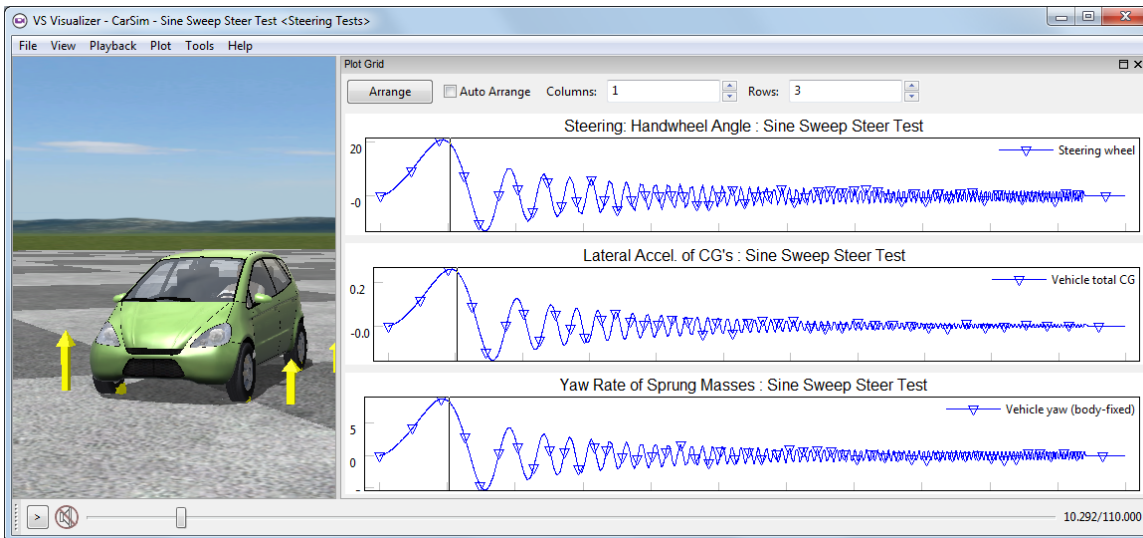 VS Visualizer - CarSim - Sine Sweep Steer Test <Steering Tests>
File View Playback Plot Tools Help
Plot Grid
Arrange Auto Arrange Columns: 1 Rows: 3
Steering: Handwheel Angle : Sine Sweep Steer Test
20
-0
Steering wheel
Lateral Accel. of CG's : Sine Sweep Steer Test
0.2
-0.0
Vehicle total CG
Yaw Rate of Sprung Masses : Sine Sweep Steer Test
5
0
Vehicle yaw (body-fixed)
> 10.292/110.000